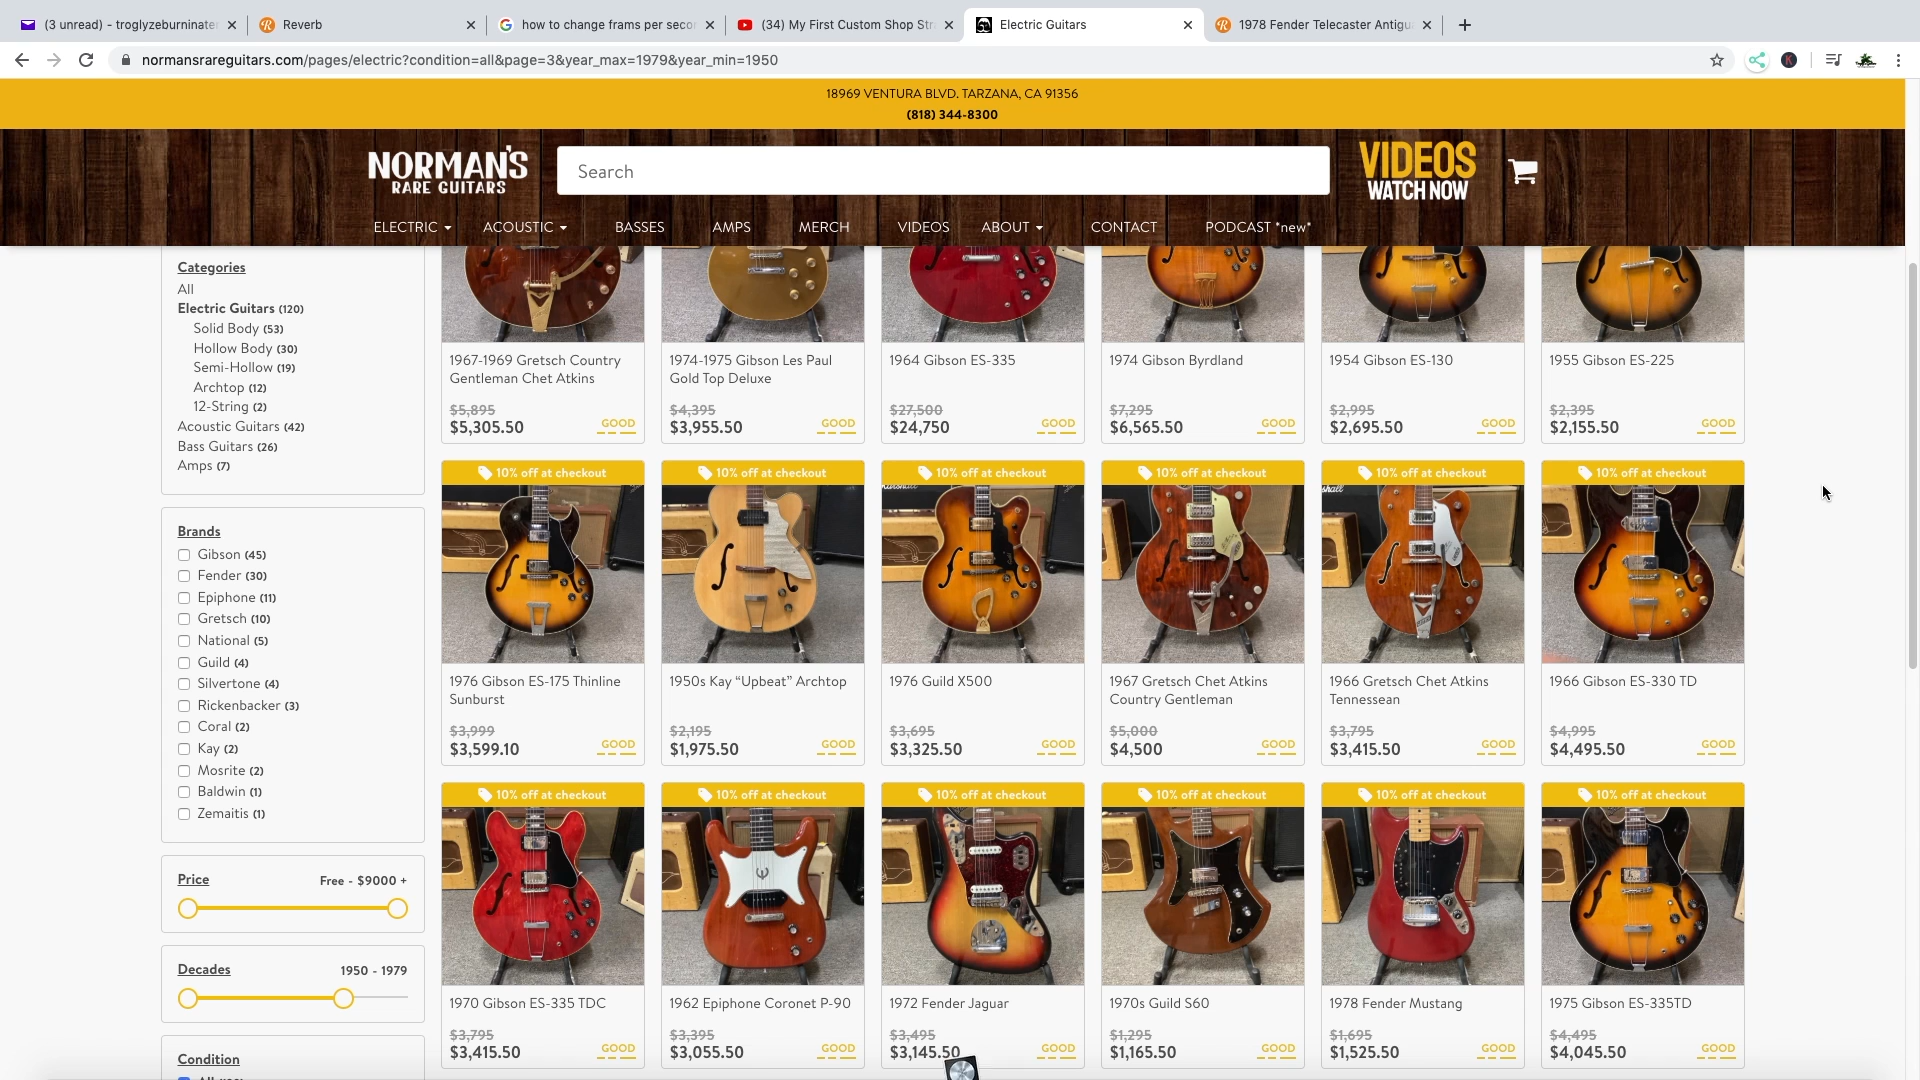 (3 unread) - troglyzeburninater
Reverb
how to change frams per secon
(34) My First Custom Shop Str
Electric Guitars
1978 Fender Telecaster Antigua
normansrareguitars.com/pages/electric?condition=all&page=3&year_max=1979&year_min=1950
18969 VENTURA BLVD. TARZANA, CA 91356
(818) 344-8300
NORMAN'S
RARE GUITARS
Search
VIDEOS
WATCH NOW
ELECTRIC ACOUSTIC BASSES AMPS MERCH VIDEOS ABOUT CONTACT PODCAST *new*
Categories
All
Electric Guitars (120)
Solid Body (53)
Hollow Body (30)
Semi-Hollow (19)
Archtop (12)
12-String (2)
Acoustic Guitars (42)
Bass Guitars (26)
Amps (7)
Brands
Gibson (45)
Fender (30)
Epiphone (11)
Gretsch (10)
National (5)
Guild (4)
Silvertone (4)
Rickenbacker (3)
Coral (2)
Kay (2)
Mosrite (2)
Baldwin (1)
Zemaitis (1)
Price Free - $9000 +
Decades 1950 - 1979
Condition
1967-1969 Gretsch Country
Gentleman Chet Atkins
$5,895
$5,305.50 GOOD
1974-1975 Gibson Les Paul
Gold Top Deluxe
$4,395
$3,955.50 GOOD
1964 Gibson ES-335
$27,500
$24,750 GOOD
1974 Gibson Byrdland
$7,295
$6,565.50 GOOD
1954 Gibson ES-130
$2,995
$2,695.50 GOOD
1955 Gibson ES-225
$2,395
$2,155.50 GOOD
10% off at checkout
1976 Gibson ES-175 Thinline
Sunburst
$3,999
$3,599.10 GOOD
10% off at checkout
1950s Kay “Upbeat” Archtop
$2,195
$1,975.50 GOOD
10% off at checkout
Marshall
1976 Guild X500
$3,695
$3,325.50 GOOD
10% off at checkout
1967 Gretsch Chet Atkins
Country Gentleman
$5,000
$4,500 GOOD
10% off at checkout
Marshall
1966 Gretsch Chet Atkins
Tennessean
$3,795
$3,415.50 GOOD
10% off at checkout
1966 Gibson ES-330 TD
$4,995
$4,495.50 GOOD
10% off at checkout
1970 Gibson ES-335 TDC
$3,795
$3,415.50 GOOD
10% off at checkout
1962 Epiphone Coronet P-90
$3,395
$3,055.50 GOOD
10% off at checkout
1972 Fender Jaguar
$3,495
$3,145.50 GOOD
10% off at checkout
1970s Guild S60
$1,295
$1,165.50 GOOD
10% off at checkout
1978 Fender Mustang
$1,695
$1,525.50 GOOD
10% off at checkout
1975 Gibson ES-335TD
$4,495
$4,045.50 GOOD